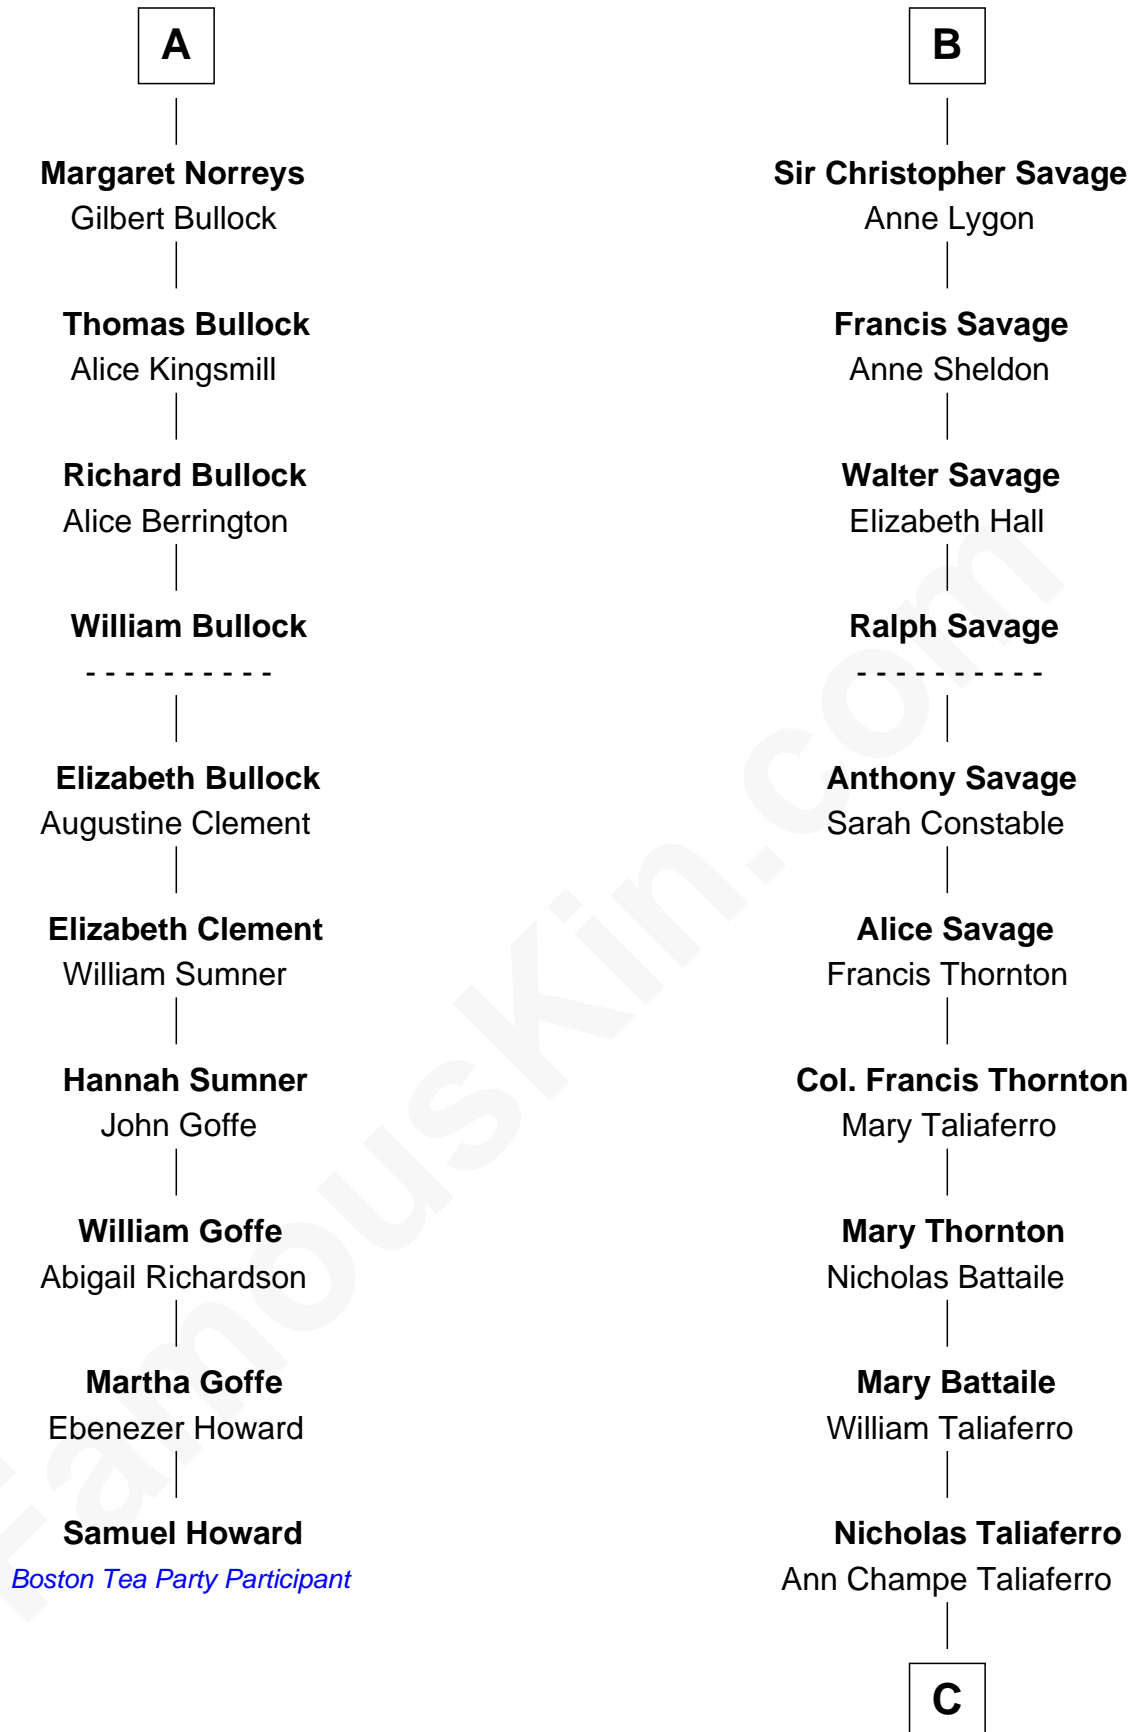 A
Margaret Norreys
Gilbert Bullock
Thomas Bullock
Alice Kingsmill
Richard Bullock
Alice Berrington
William Bullock
- - - - - - - - - -
Elizabeth Bullock
Augustine Clement
Elizabeth Clement
William Sumner
Hannah Sumner
John Goffe
William Goffe
Abigail Richardson
Martha Goffe
Ebenezer Howard
Samuel Howard
Boston Tea Party Participant
B
Sir Christopher Savage
Anne Lygon
Francis Savage
Anne Sheldon
Walter Savage
Elizabeth Hall
Ralph Savage
- - - - - - - - - -
Anthony Savage
Sarah Constable
Alice Savage
Francis Thornton
Col. Francis Thornton
Mary Taliaferro
Mary Thornton
Nicholas Battaile
Mary Battaile
William Taliaferro
Nicholas Taliaferro
Ann Champe Taliaferro
C
FamousKin.com